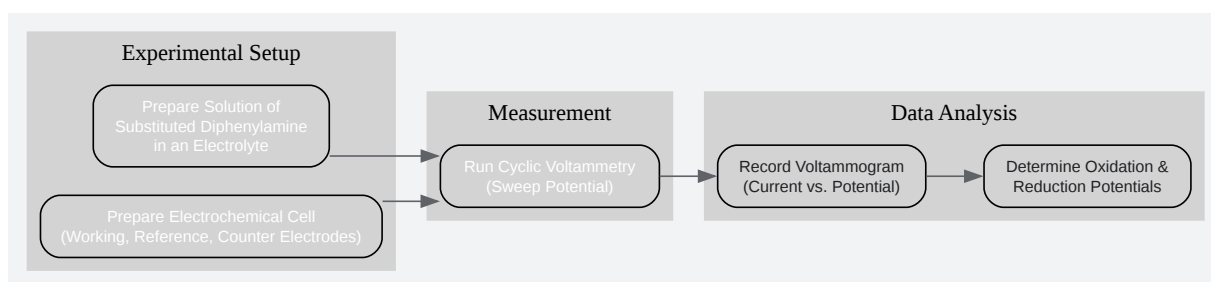 Experimental Setup
Prepare Solution of
Substituted Diphenylamine
in an Electrolyte
Prepare Electrochemical Cell
(Working, Reference, Counter Electrodes)
Measurement
Run Cyclic Voltammetry
(Sweep Potential)
Data Analysis
Record Voltammogram
(Current vs. Potential)
Determine Oxidation &
Reduction Potentials